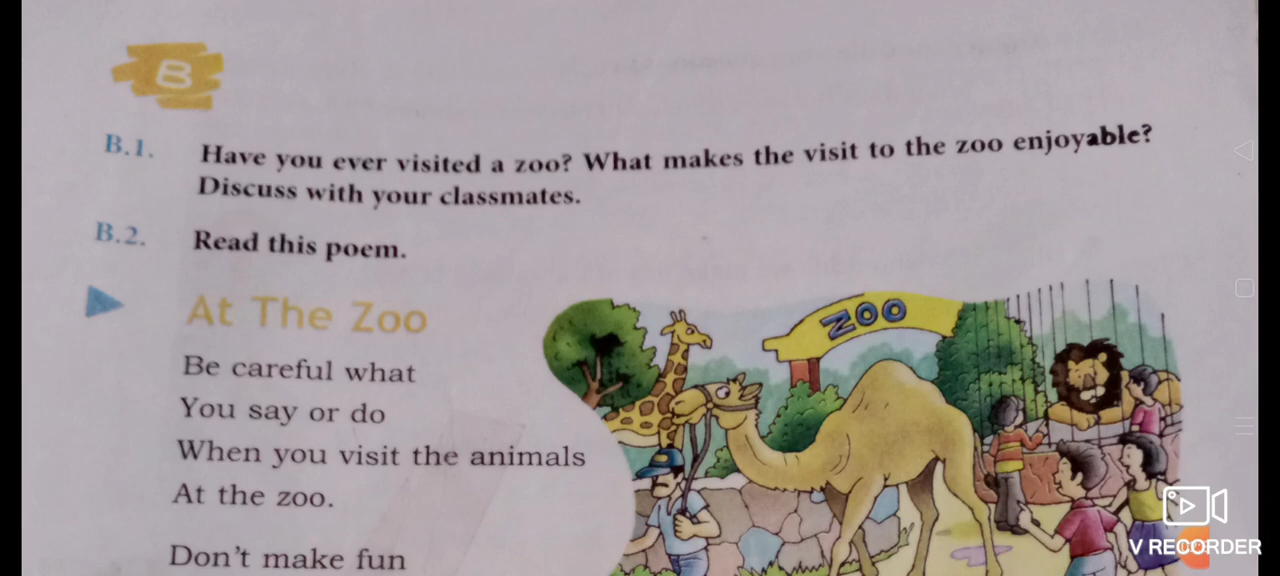 B
B.1. Have you ever visited a zoo? What makes the visit to the zoo enjoyable?
Discuss with your classmates.
B.2. Read this poem.
At The Zoo
Be careful what
You say or do
When you visit the animals
At the zoo.
Don't make fun
ZOO
V RECORDER